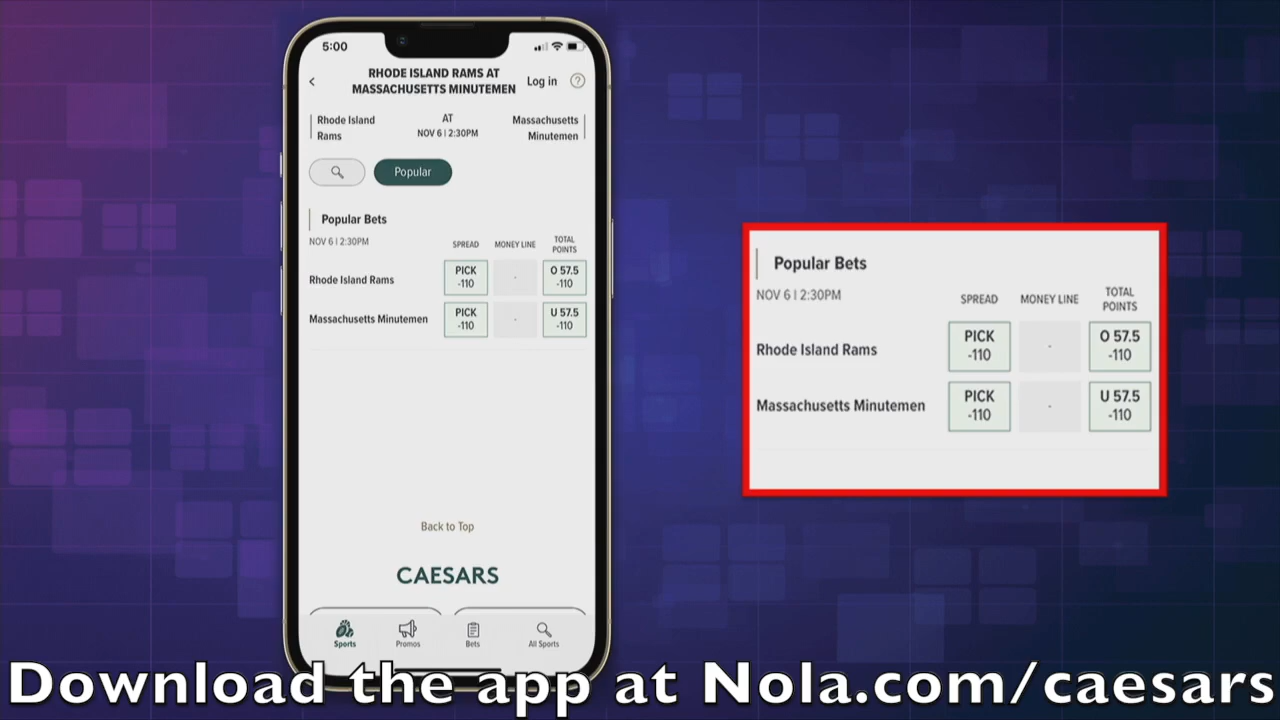 5:00
RHODE ISLAND RAMS AT
MASSACHUSETTS MINUTEMEN
Log in
?
Rhode Island
Rams
AT
NOV 6 | 2:30PM
Massachusetts
Minutemen
Popular
Popular Bets
NOV 6 | 2:30PM
SPREAD
MONEY LINE
TOTAL
POINTS
Rhode Island Rams
PICK
-110
-
O 57.5
-110
Massachusetts Minutemen
PICK
-110
-
U 57.5
-110
Back to Top
CAESARS
Sports
Promos
Bets
All Sports
Popular Bets
NOV 6 | 2:30PM
SPREAD
MONEY LINE
TOTAL
POINTS
Rhode Island Rams
PICK
-110
-
O 57.5
-110
Massachusetts Minutemen
PICK
-110
-
U 57.5
-110
Download the app at Nola.com/caesars